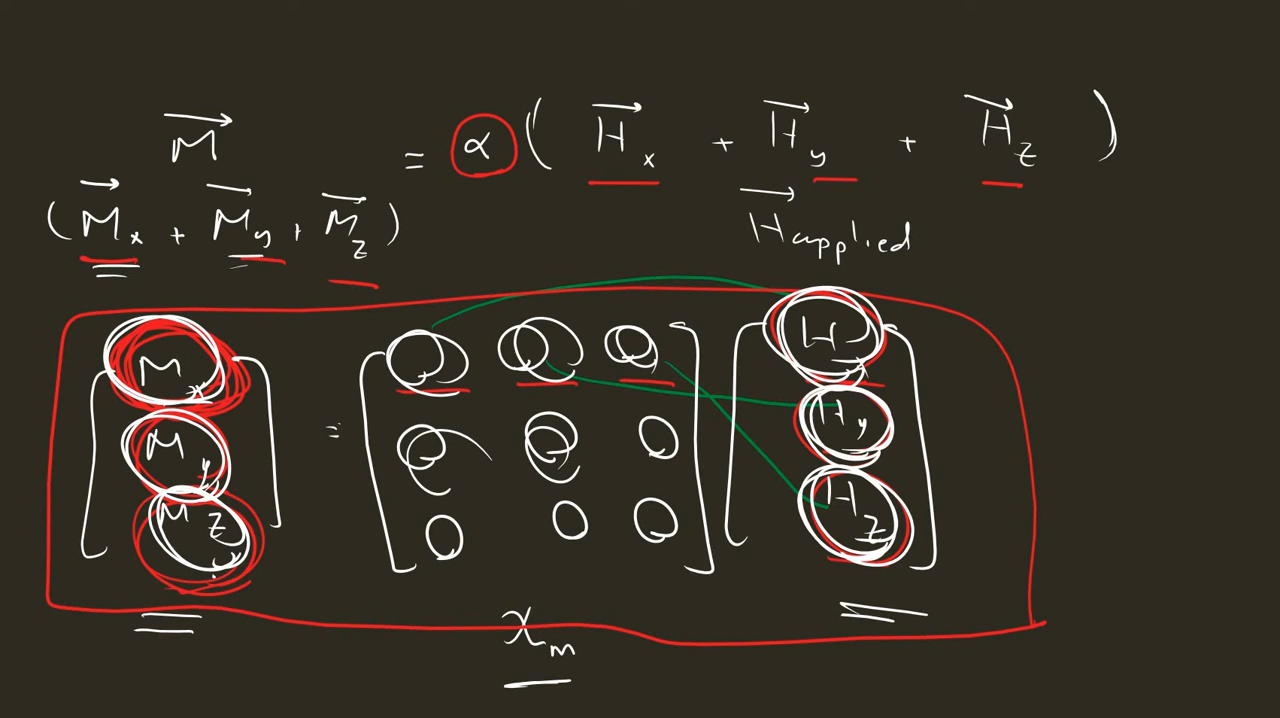 M⃗ = α ( H⃗x + H⃗y + H⃗z )
( M⃗x + M⃗y + M⃗z ) H⃗applied
Mx = Hx
My Hy
Mz Hz
χm